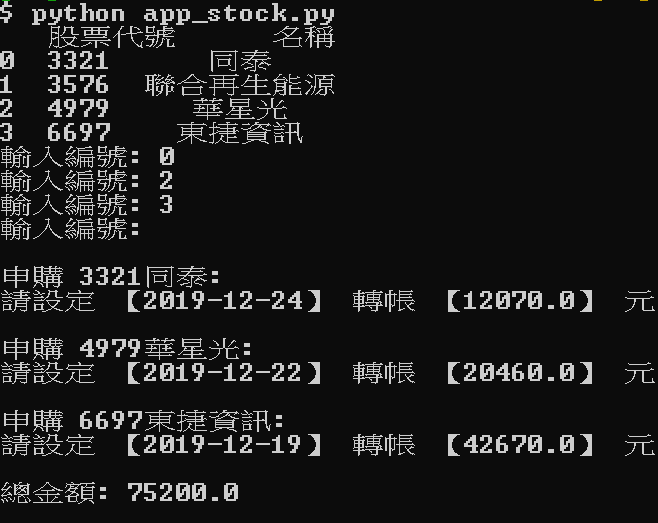 $ python app_stock.py
股票代號 名稱
0 3321 同泰
1 3576 聯合再生能源
2 4979 華星光
3 6697 東捷資訊
輸入編號: 0
輸入編號: 2
輸入編號: 3
輸入編號:
申購 3321同泰:
請設定 【2019-12-24】 轉帳 【12070.0】 元
申購 4979華星光:
請設定 【2019-12-22】 轉帳 【20460.0】 元
申購 6697東捷資訊:
請設定 【2019-12-19】 轉帳 【42670.0】 元
總金額: 75200.0